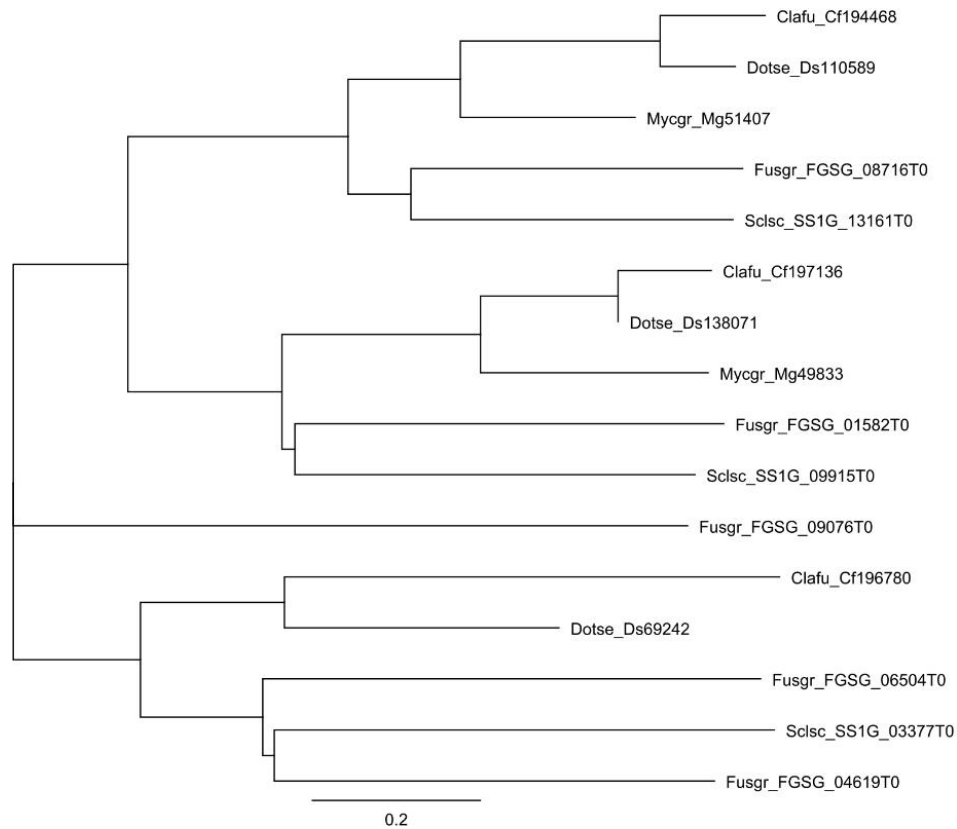 Clafu_Cf194468
Dotse_Ds110589
Mycgr_Mg51407
Fusgr_FGSG_08716T0
Sclsc_SS1G_13161T0
Clafu_Cf197136
Dotse_Ds138071
Mycgr_Mg49833
Fusgr_FGSG_01582T0
Sclsc_SS1G_09915T0
Fusgr_FGSG_09076T0
Clafu_Cf196780
Dotse_Ds69242
Fusgr_FGSG_06504T0
Sclsc_SS1G_03377T0
Fusgr_FGSG_04619T0
0.2